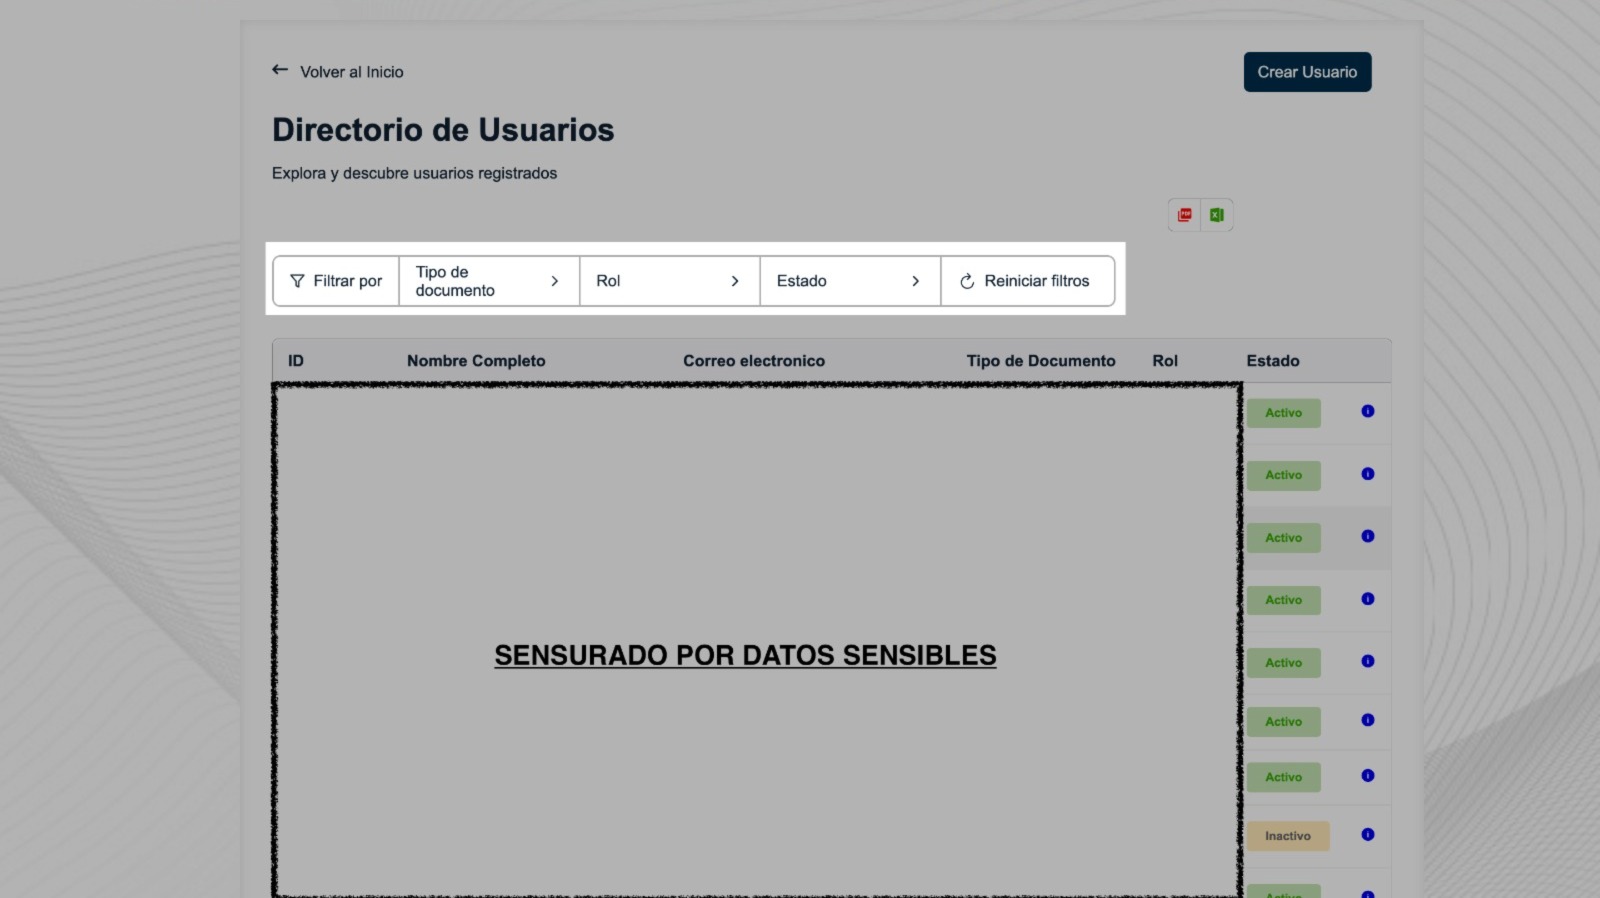 Volver al Inicio
Crear Usuario
Directorio de Usuarios
Explora y descubre usuarios registrados
PDF
X
Filtrar por
Tipo de
documento
Rol
Estado
Reiniciar filtros
ID
Nombre Completo
Correo electronico
Tipo de Documento
Rol
Estado
Activo
Activo
Activo
Activo
SENSURADO POR DATOS SENSIBLES
Activo
Activo
Activo
Inactivo
Activo